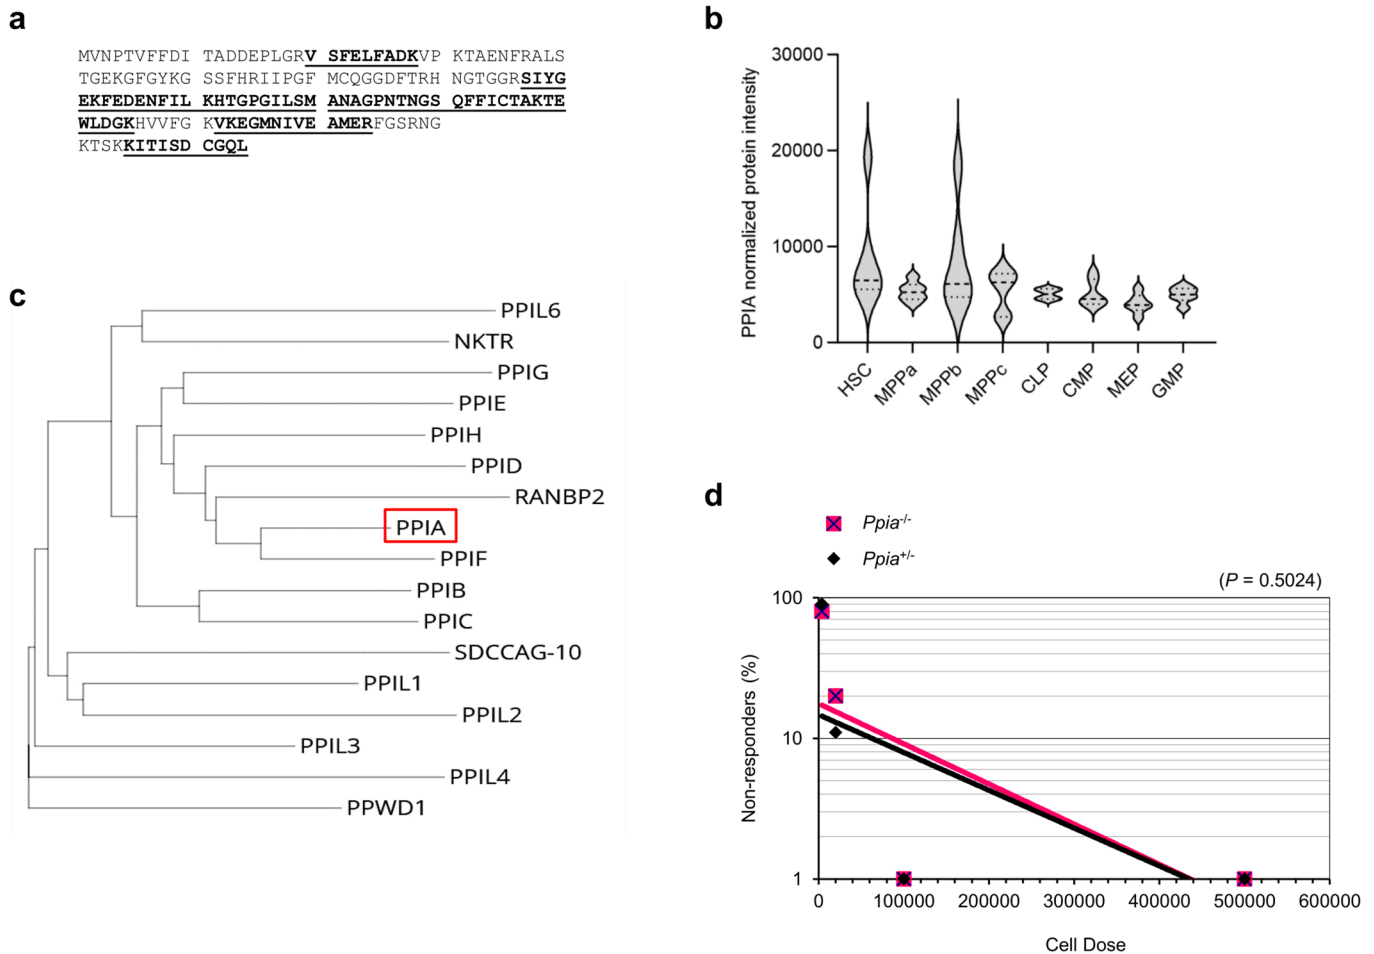 a
MVNPTVFFDI TADDEPLGRV SFELFADKVP KTAENFRALS
TGEKGFGYKG SSFHRIIPGF MCQGGDFTRH NGTGGRSIYG
EKFEDENFIL KHTGPGILSM ANAGPNTNGS QFFICTAKTE
WLDGKHVVFG KVKEGMNIVE AMERFGSRNG
KTSKKITISD CGQL
b
PPIA normalized protein intensity
30000
20000
10000
0
HSC
MPPa
MPPb
MPPc
CLP
CMP
MEP
GMP
c
PPIL6
NKTR
PPIG
PPIE
PPIH
PPID
RANBP2
PPIA
PPIF
PPIB
PPIC
SDCCAG-10
PPIL1
PPIL2
PPIL3
PPIL4
PPWD1
d
Ppia-/-
Ppia+/-
(P = 0.5024)
Non-responders (%)
100
10
1
0 100000 200000 300000 400000 500000 600000
Cell Dose